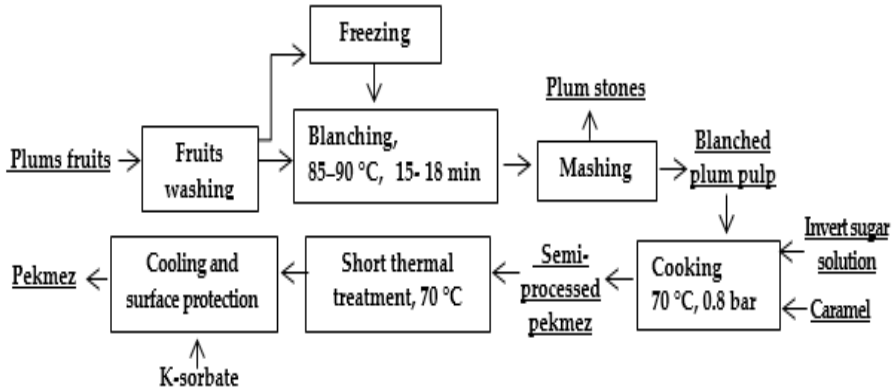 Freezing
Plum stones
Plums fruits
Fruits
washing
Blanching,
85–90 °C, 15- 18 min
Mashing
Blanched
plum pulp
Invert sugar
solution
Caramel
Cooking
70 °C, 0.8 bar
Semi-
processed
pekmez
Short thermal
treatment, 70 °C
Cooling and
surface protection
Pekmez
K-sorbate